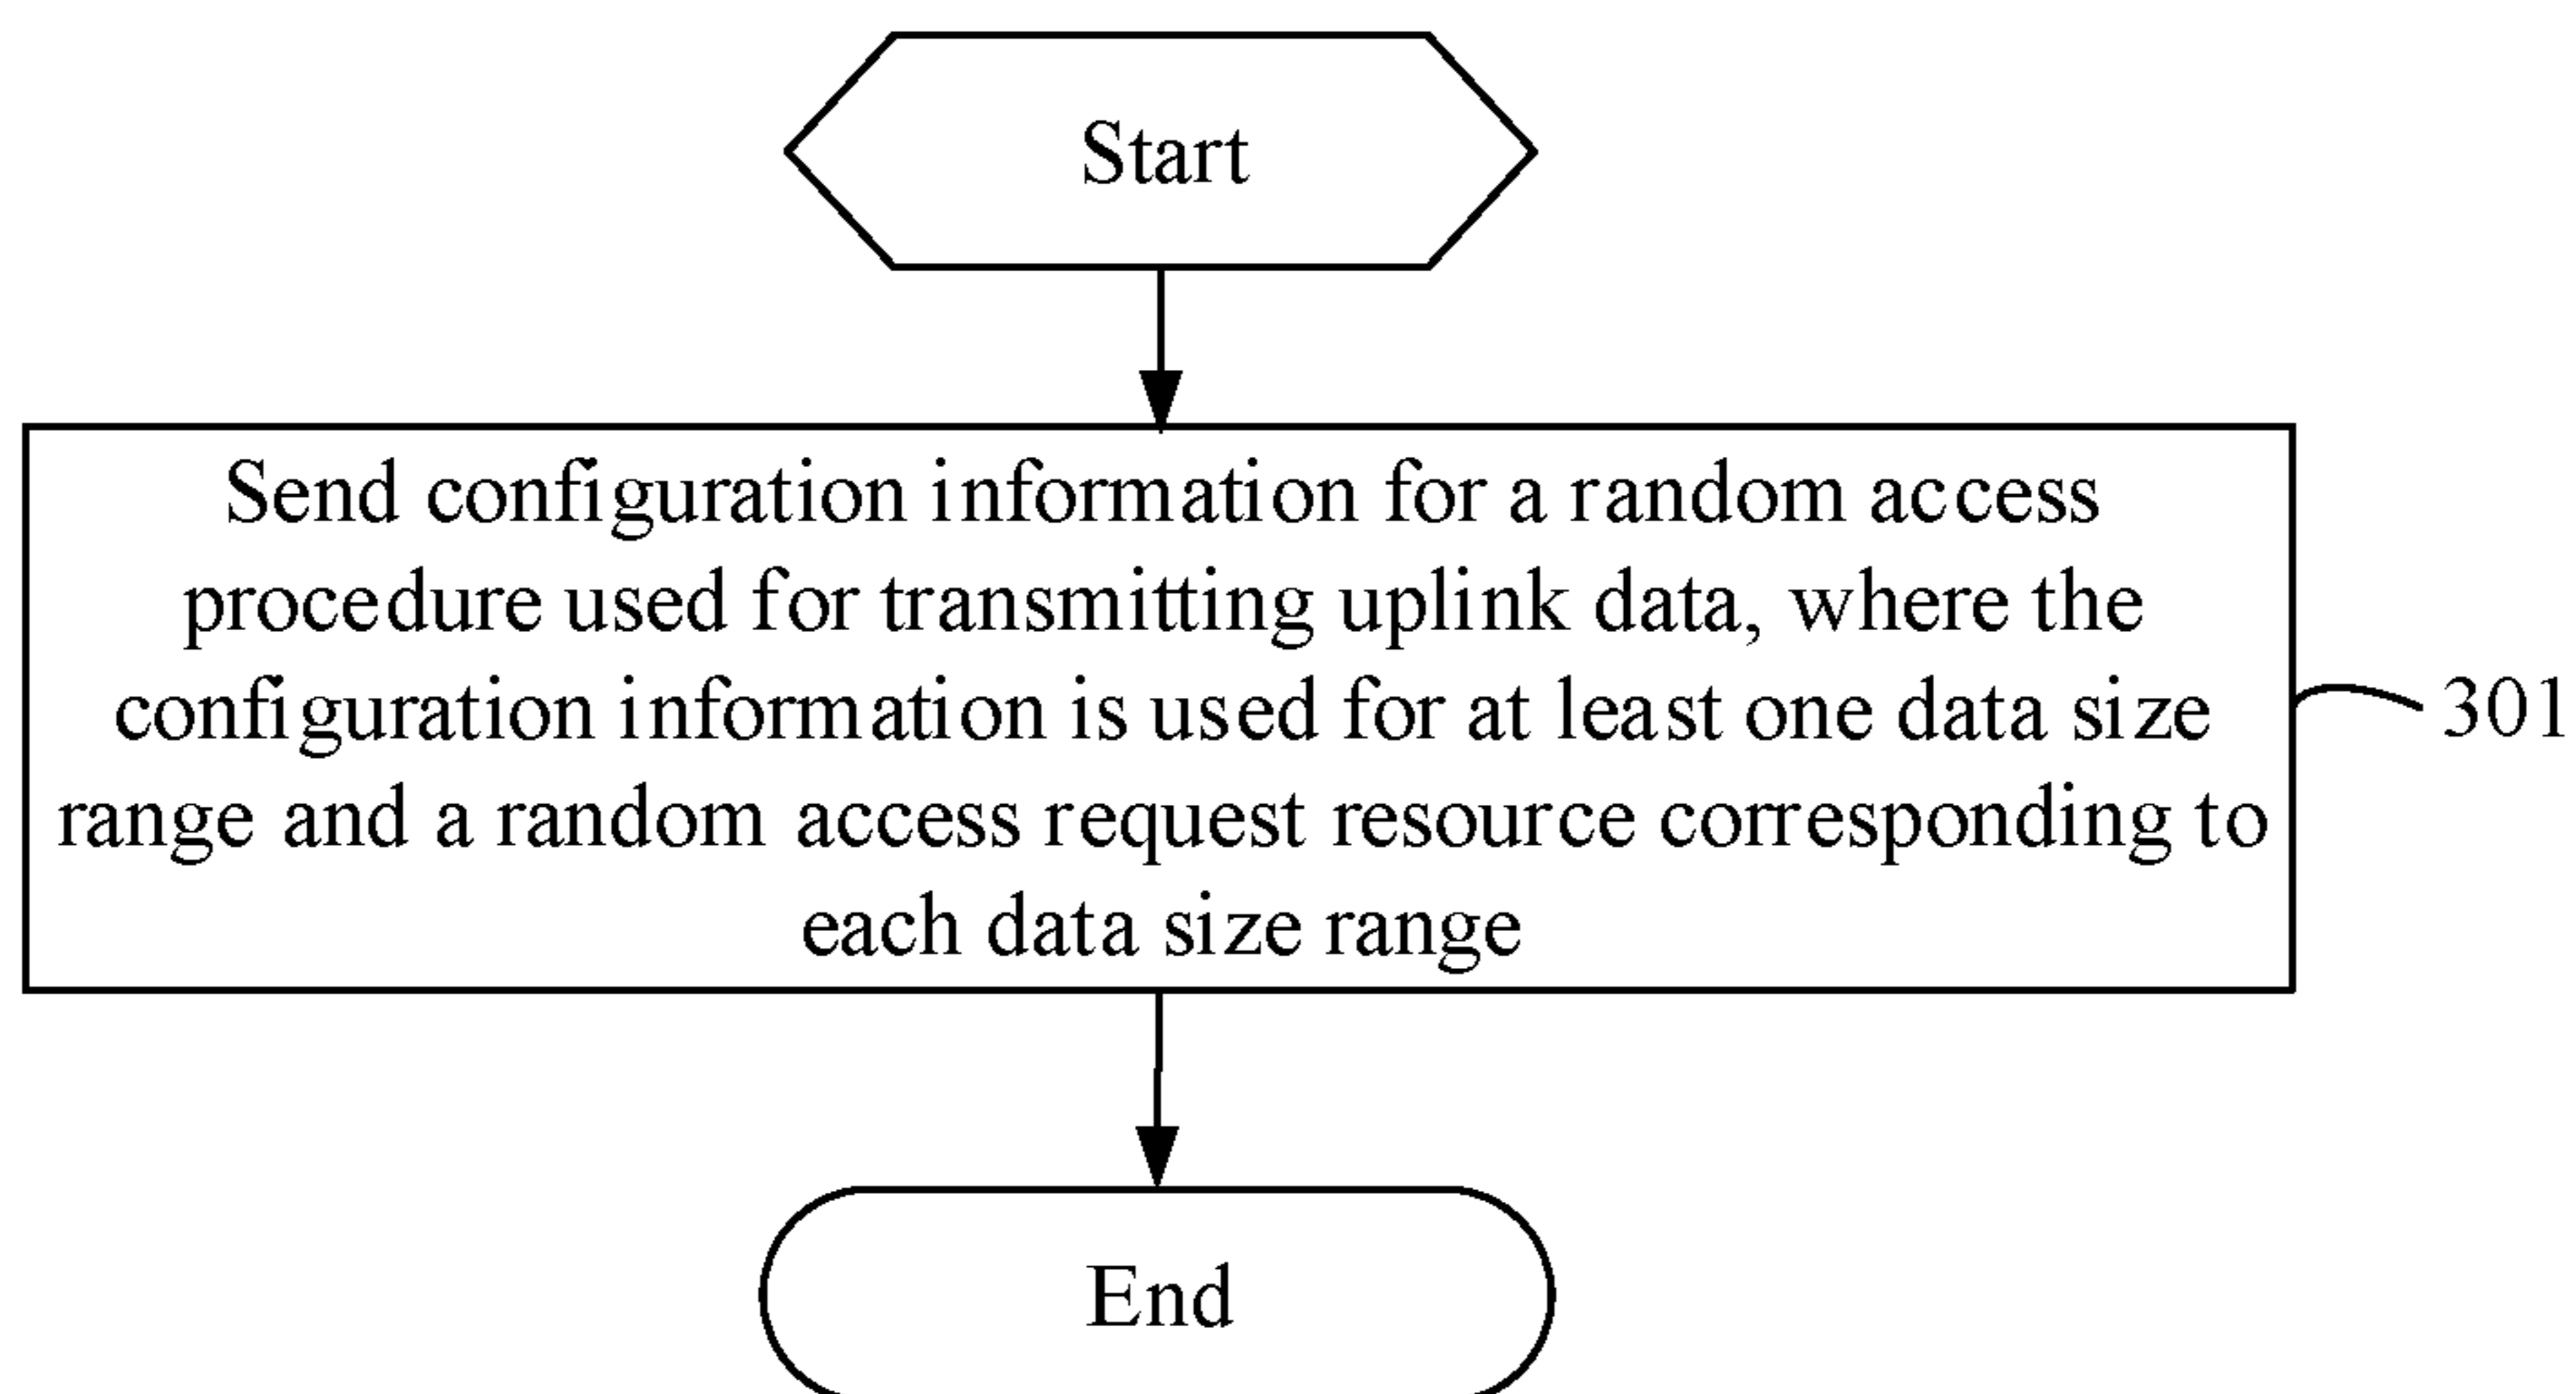 Start
Send configuration information for a random access
procedure used for transmitting uplink data, where the
configuration information is used for at least one data size
range and a random access request resource corresponding to
each data size range
301
End